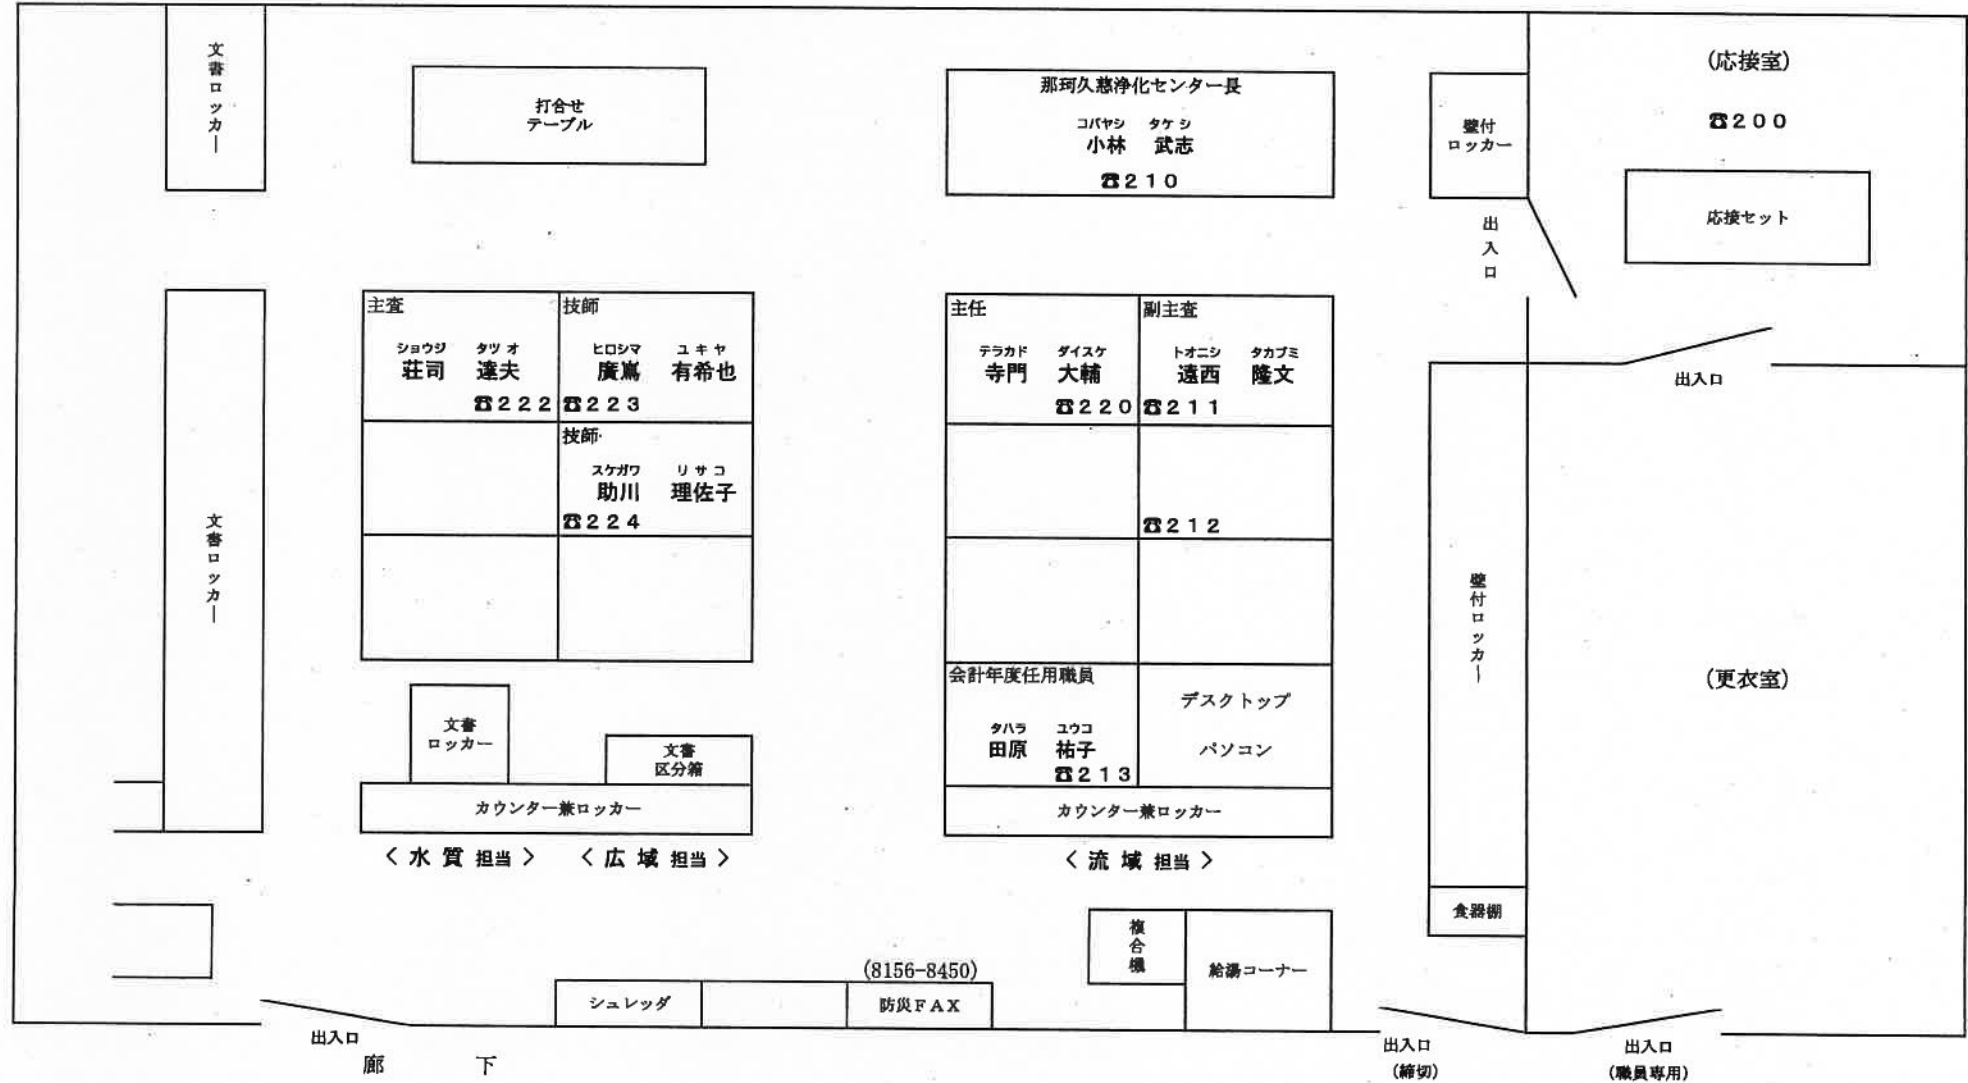 文書ロッカー
打合せ
テーブル
那珂久慈浄化センター長
コバヤシ タケシ
小林 武志
☎210
壁付
ロッカー
(応接室)
☎200
応接セット
出入口
出入口
文書ロッカー
主査
ショウジ タツオ
荘司 達夫
☎222
技師
ヒロシマ ユキヤ
廣嶌 有希也
☎223
技師
スケガワ リサコ
助川 理佐子
☎224
主任
テラカド ダイスケ
寺門 大輔
☎220
副主査
トオニシ タカブミ
遠西 隆文
☎211
☎212
会計年度任用職員
タハラ ユウコ
田原 祐子
☎213
デスクトップ
パソコン
壁付ロッカー
(更衣室)
文書
ロッカー
文書
区分箱
カウンター兼ロッカー
カウンター兼ロッカー
〈 水 質 担当 〉 〈 広 域 担当 〉
〈 流 域 担当 〉
食器棚
複合機
給湯コーナー
(8156-8450)
シュレッダ
防災FAX
出入口
廊 下
出入口
(締切)
出入口
(職員専用)